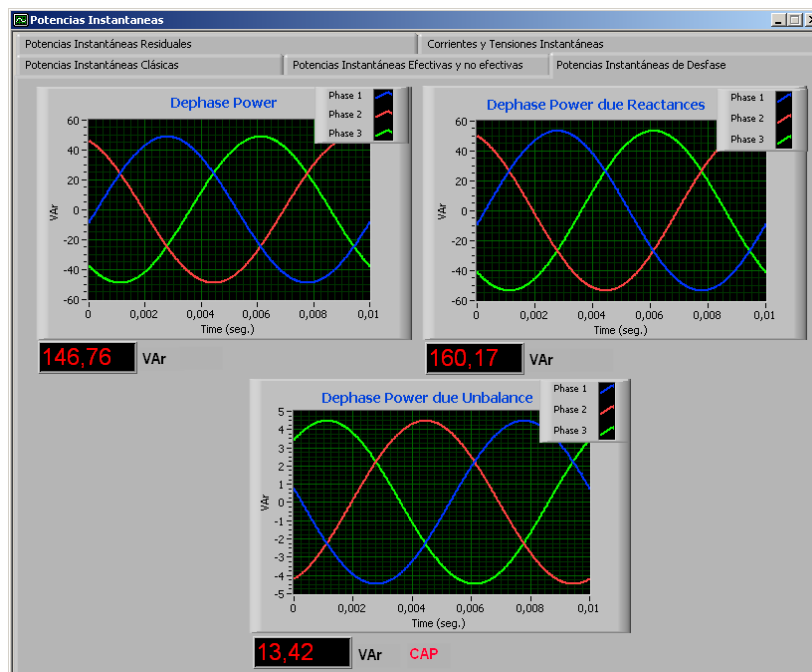 Potencias Instantaneas
Potencias Instantáneas Residuales
Corrientes y Tensiones Instantáneas
Potencias Instantáneas Clásicas
Potencias Instantáneas Efectivas y no efectivas
Potencias Instantáneas de Desfase
Dephase Power
Phase 1
Phase 2
Phase 3
VAr
60
40
20
0
-20
-40
-60
0
0,002
0,004
0,006
0,008
0,01
Time (seg.)
146,76 VAr
Dephase Power due Reactances
Phase 1
Phase 2
Phase 3
VAr
60
40
20
0
-20
-40
-60
0
0,002
0,004
0,006
0,008
0,01
Time (seg.)
160,17 VAr
Dephase Power due Unbalance
Phase 1
Phase 2
Phase 3
VAr
5
4
3
2
1
0
-1
-2
-3
-4
-5
0
0,002
0,004
0,006
0,008
0,01
Time (seg.)
13,42 VAr CAP